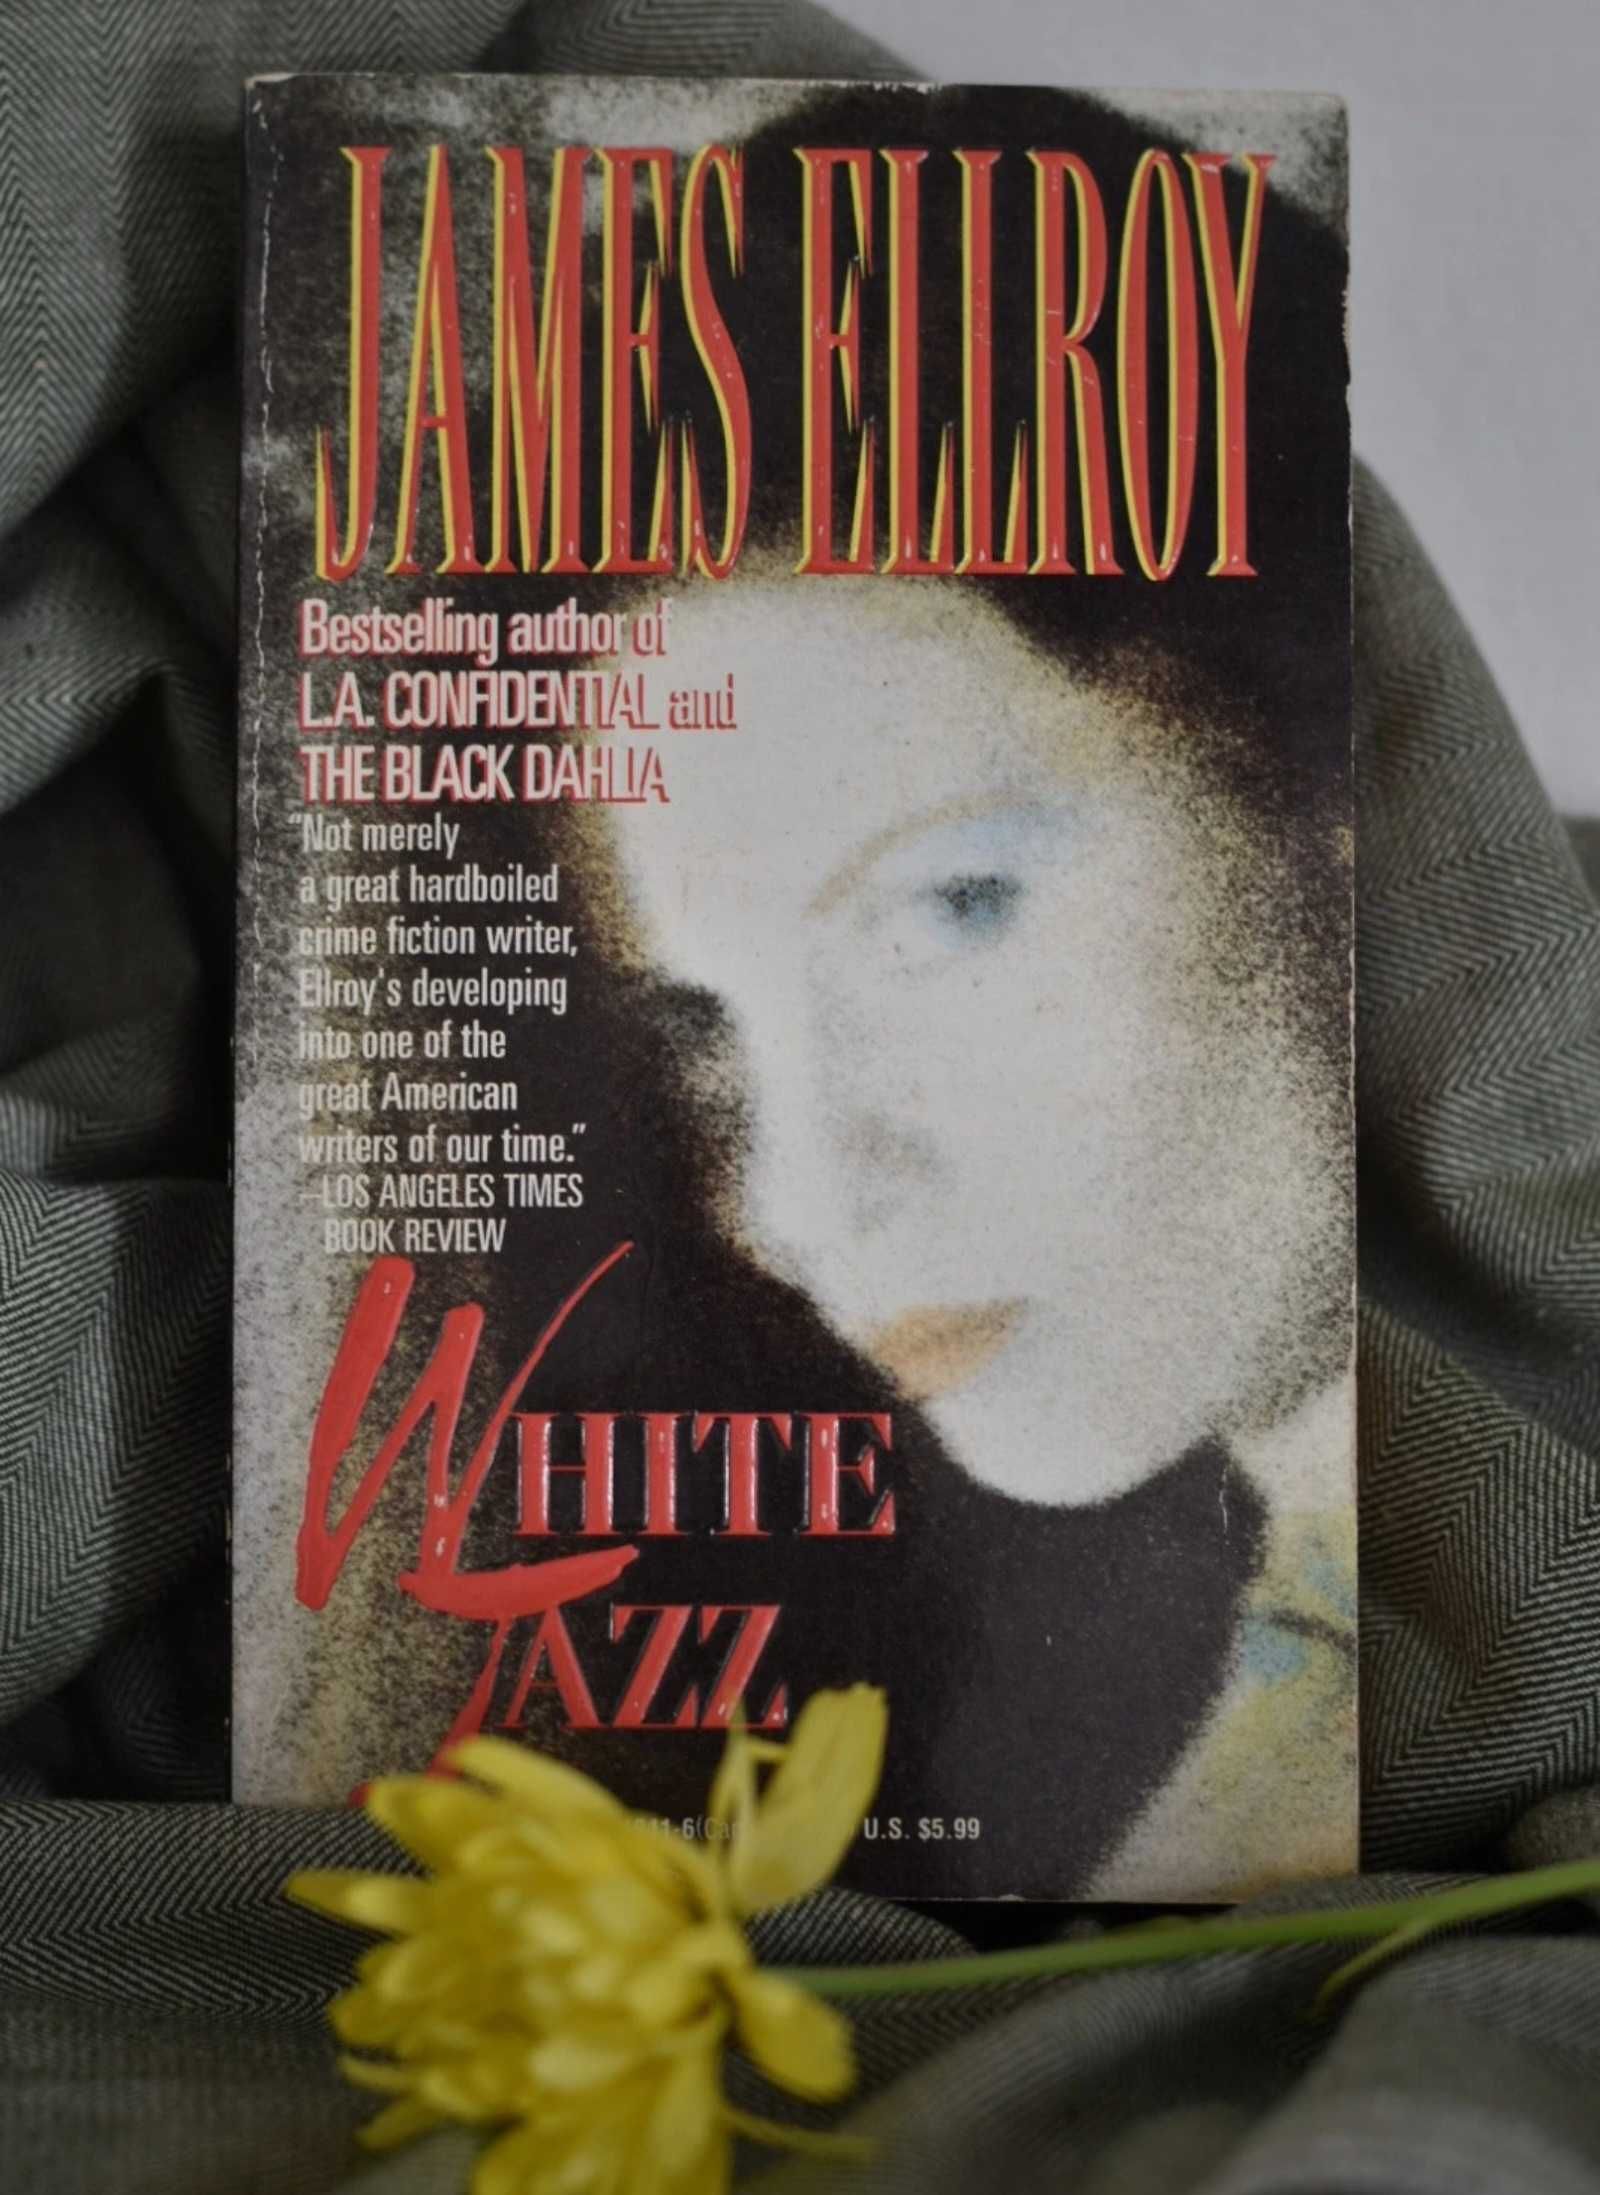 JAMES ELLROY
Bestselling author of
L.A. CONFIDENTIAL and
THE BLACK DAHLIA
"Not merely
a great hardboiled
crime fiction writer,
Ellroy's developing
into one of the
great American
writers of our time."
—LOS ANGELES TIMES
BOOK REVIEW
WHITE
JAZZ
U.S. $5.99